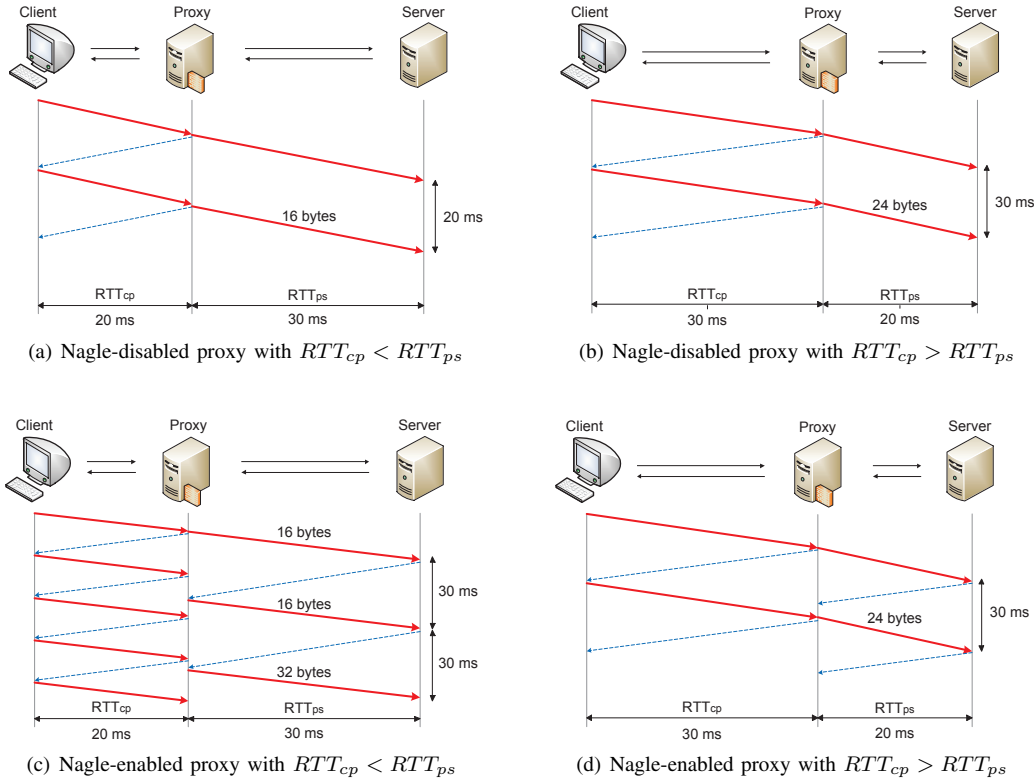 Client Proxy Server
16 bytes
20 ms
RTTcp RTTps
20 ms 30 ms
(a) Nagle-disabled proxy with RTTcp < RTTps
Client Proxy Server
24 bytes
30 ms
RTTcp RTTps
30 ms 20 ms
(b) Nagle-disabled proxy with RTTcp > RTTps
Client Proxy Server
16 bytes
30 ms
16 bytes
30 ms
32 bytes
RTTcp RTTps
20 ms 30 ms
(c) Nagle-enabled proxy with RTTcp < RTTps
Client Proxy Server
30 ms
24 bytes
RTTcp RTTps
30 ms 20 ms
(d) Nagle-enabled proxy with RTTcp > RTTps